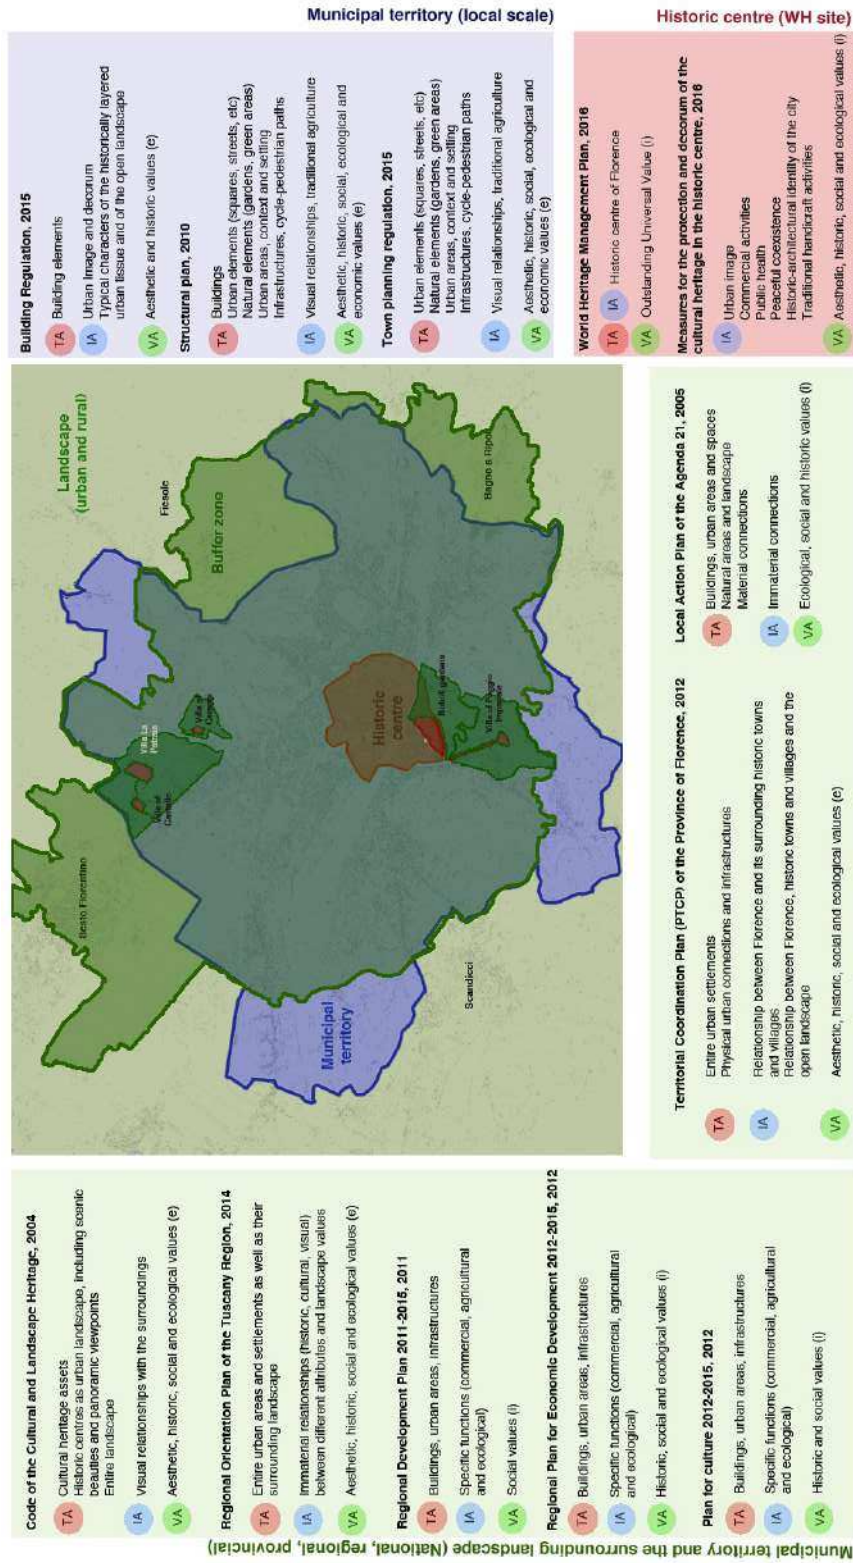 Municipal territory and the surrounding landscape (National, regional, provincial)
Code of the Cultural and Landscape Heritage, 2004
TA
Cultural heritage assets
Historic centres as urban landscape, including scenic
beauties and panoramic viewpoints
Entire landscape
IA
Visual relationships with the surroundings
VA
Aesthetic, historic, social and ecological values (e)
Regional Orientation Plan of the Tuscany Region, 2014
TA
Entire urban areas and settlements as well as their
surrounding landscape
IA
Immaterial relationships (historic, cultural, visual)
between different attributes and landscape values
VA
Aesthetic, historic, social and ecological values (e)
Regional Development Plan 2011-2015, 2011
TA
Buildings, urban areas, infrastructures
IA
Specific functions (commercial, agricultural
and ecological)
VA
Social values (i)
Regional Plan for Economic Development 2012-2015, 2012
TA
Buildings, urban areas, infrastructures
IA
Specific functions (commercial, agricultural
and ecological)
VA
Historic, social and ecological values (i)
Plan for culture 2012-2015, 2012
TA
Buildings, urban areas, infrastructures
IA
Specific functions (commercial, agricultural
and ecological)
VA
Historic and social values (i)
Landscape
(urban and rural)
Fiesole
Buffer zone
Bagno a Ripoli
Sesto Fiorentino
Villa La
Petraia
Villa of
Castello
Villa of
Careggi
Historic
centre
Boboli gardens
Villa of Poggio
Imperiale
Municipal
territory
Scandicci
Territorial Coordination Plan (PTCP) of the Province of Florence, 2012
TA
Entire urban settlements
Physical urban connections and infrastructures
IA
Relationship between Florence and its surrounding historic towns
and villages
Relationship between Florence, historic towns and villages and the
open landscape
VA
Aesthetic, historic, social and ecological values (e)
Local Action Plan of the Agenda 21, 2005
TA
Buildings, urban areas and spaces
Natural areas and landscape
Material connections
IA
Immaterial connections
VA
Ecological, social and historic values (i)
Municipal territory (local scale)
Building Regulation, 2015
TA
Building elements
IA
Urban image and decorum
Typical characters of the historically layered
urban tissue and of the open landscape
VA
Aesthetic and historic values (e)
Structural plan, 2010
TA
Buildings
Urban elements (squares, streets, etc)
Natural elements (gardens, green areas)
Urban areas, context and setting
Infrastructures, cycle-pedestrian paths
IA
Visual relationships, traditional agriculture
VA
Aesthetic, historic, social, ecological and
economic values (e)
Town planning regulation, 2015
TA
Urban elements (squares, streets, etc)
Natural elements (gardens, green areas)
Urban areas, context and setting
Infrastructures, cycle-pedestrian paths
IA
Visual relationships, traditional agriculture
VA
Aesthetic, historic, social, ecological and
economic values (e)
Historic centre (WH site)
World Heritage Management Plan, 2016
TA
IA
Historic centre of Florence
VA
Outstanding Universal Value (i)
Measures for the protection and decorum of the
cultural heritage in the historic centre, 2016
IA
Urban image
Commercial activities
Public health
Peaceful coexistence
Historic-architectural identity of the city
Traditional handicraft activities
VA
Aesthetic, historic, social and ecological values (i)